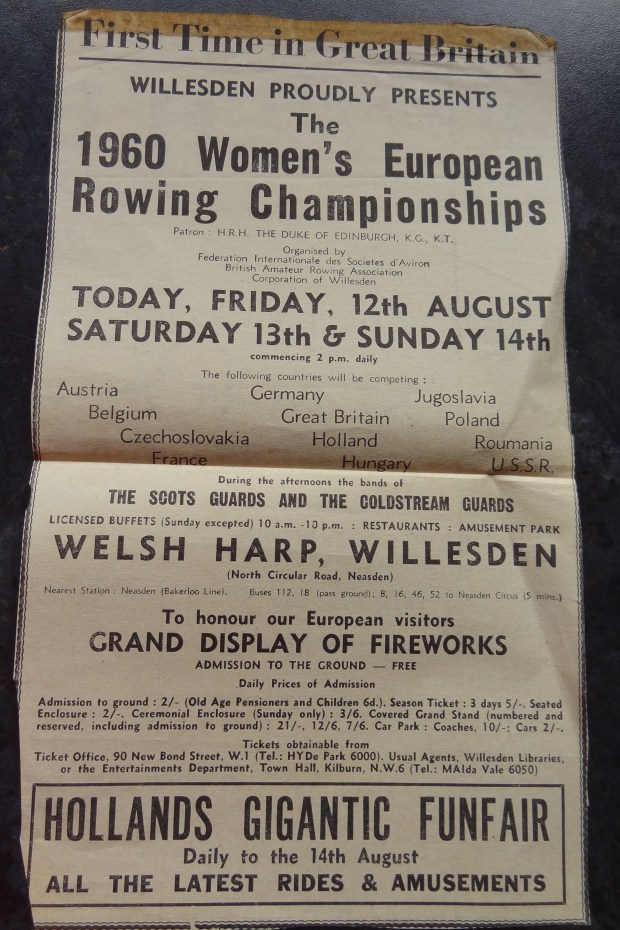 First Time in Great Britain
WILLESDEN PROUDLY PRESENTS
The
1960 Women's European
Rowing Championships
Patron : H.R.H. THE DUKE OF EDINBURGH, K.G., K.T.
Organised by
Federation Internationale des Societes d'Aviron
British Amateur Rowing Association
Corporation of Willesden
TODAY, FRIDAY, 12th AUGUST
SATURDAY 13th & SUNDAY 14th
commencing 2 p.m. daily
The following countries will be competing :
Austria Germany Jugoslavia
Belgium Great Britain Poland
Czechoslovakia Holland Roumania
France Hungary U.S.S.R.
During the afternoons the bands of
THE SCOTS GUARDS AND THE COLDSTREAM GUARDS
LICENSED BUFFETS (Sunday excepted) 10 a.m. -10 p.m. : RESTAURANTS : AMUSEMENT PARK
WELSH HARP, WILLESDEN
(North Circular Road, Neasden)
Nearest Station : Neasden (Bakerloo Line). Buses 112, 18 (pass ground); 8, 16, 46, 52 to Neasden Circus (5 mins.)
To honour our European visitors
GRAND DISPLAY OF FIREWORKS
ADMISSION TO THE GROUND — FREE
Daily Prices of Admission
Admission to ground : 2/- (Old Age Pensioners and Children 6d.). Season Ticket : 3 days 5/-. Seated
Enclosure : 2/-. Ceremonial Enclosure (Sunday only) : 3/6. Covered Grand Stand (numbered and
reserved, including admission to ground) : 21/-, 12/6, 7/6. Car Park : Coaches, 10/-; Cars 2/-.
Tickets obtainable from
Ticket Office, 90 New Bond Street, W.1 (Tel.: HYDe Park 6000). Usual Agents, Willesden Libraries,
or the Entertainments Department, Town Hall, Kilburn, N.W.6 (Tel.: MAIda Vale 6050)
HOLLANDS GIGANTIC FUNFAIR
Daily to the 14th August
ALL THE LATEST RIDES & AMUSEMENTS